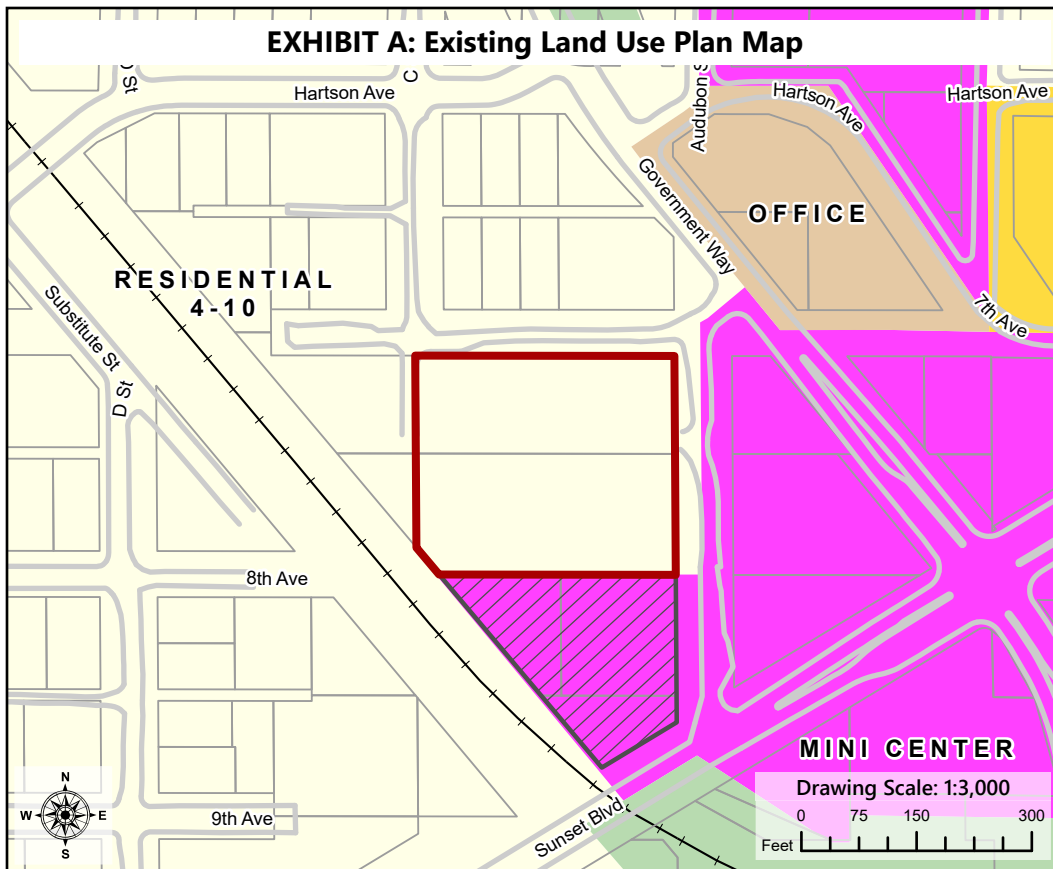 EXHIBIT A: Existing Land Use Plan Map
St
C
Audubon S
Hartson Ave
Hartson Ave
Hartson Ave
Government Way
OFFICE
RESIDENTIAL
4-10
Substitute St
7th Ave
D St
8th Ave
MINI CENTER
Drawing Scale: 1:3,000
0 75 150 300
Feet
N
W E
S
9th Ave
Sunset Blvd